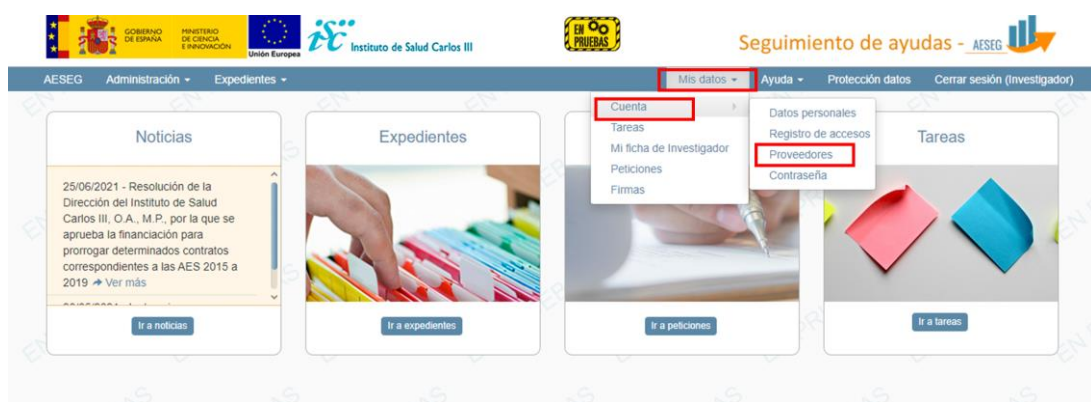 GOBIERNO
DE ESPAÑA
MINISTERIO
DE CIENCIA
E INNOVACIÓN
Unión Europea
Instituto de Salud Carlos III
EN
PRUEBAS
Seguimiento de ayudas - AESEG
AESEG Administración Expedientes Mis datos Ayuda Protección datos Cerrar sesión (Investigador)
Cuenta
Tareas
Mi ficha de Investigador
Peticiones
Firmas
Datos personales
Registro de accesos
Proveedores
Contraseña
Noticias
25/06/2021 - Resolución de la
Dirección del Instituto de Salud
Carlos III, O.A., M.P., por la que se
aprueba la financiación para
prorrogar determinados contratos
correspondientes a las AES 2015 a
2019 Ver más
Ir a noticias
Expedientes
Ir a expedientes
Ir a peticiones
Tareas
Ir a tareas